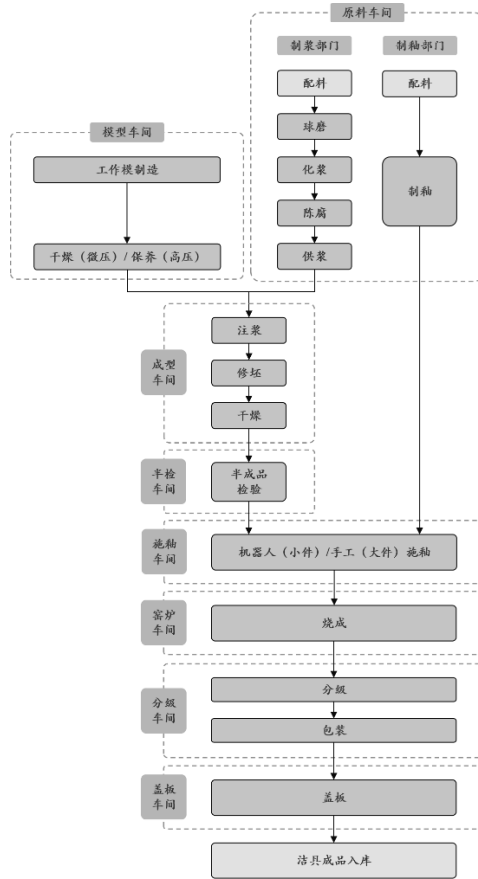 原料车间
制浆部门
制釉部门
配料
配料
球磨
化浆
陈腐
供浆
制釉
模型车间
工作模制造
干燥（微压）/ 保养（高压）
成型
车间
注浆
修坯
干燥
半检
车间
半成品
检验
施釉
车间
机器人（小件）/手工（大件）施釉
窑炉
车间
烧成
分级
车间
分级
包装
盖板
车间
盖板
洁具成品入库